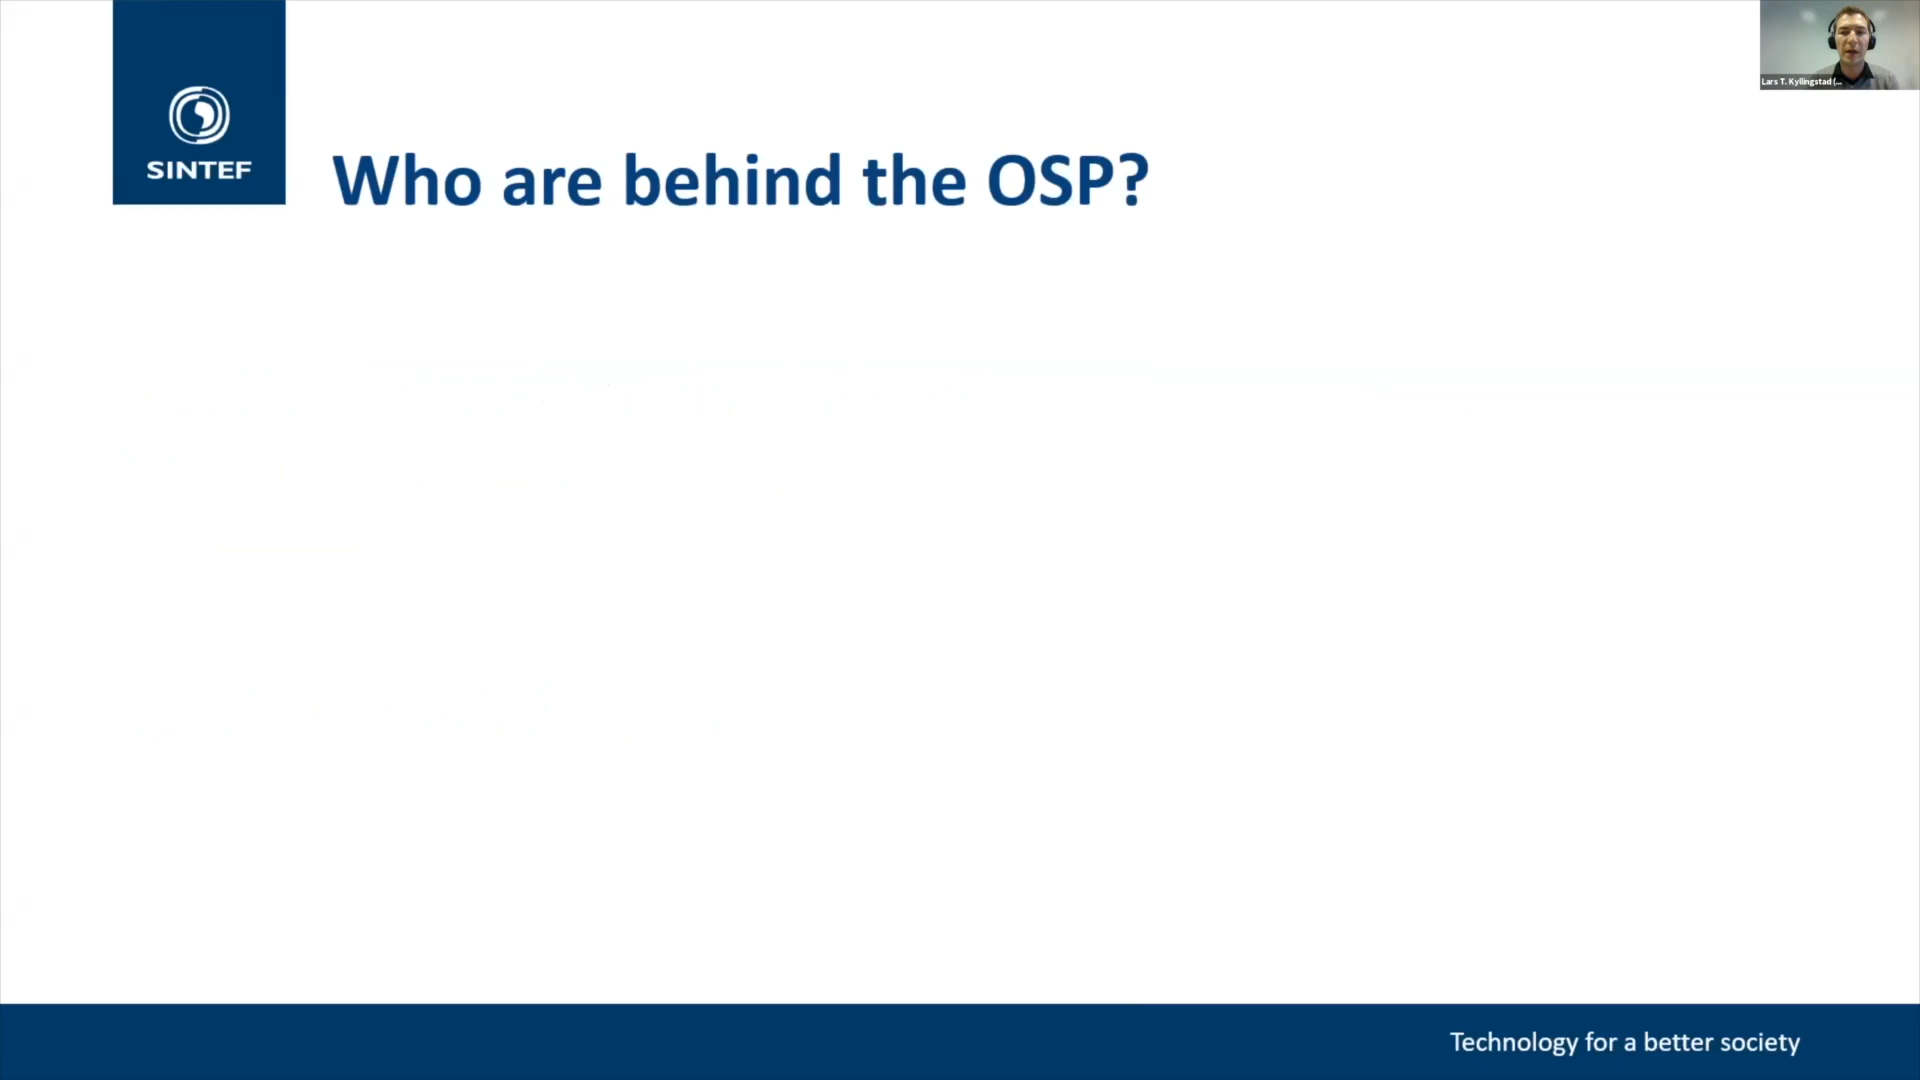 Lars T. Kyllingstad (...
SINTEF
Who are behind the OSP?
Technology for a better society